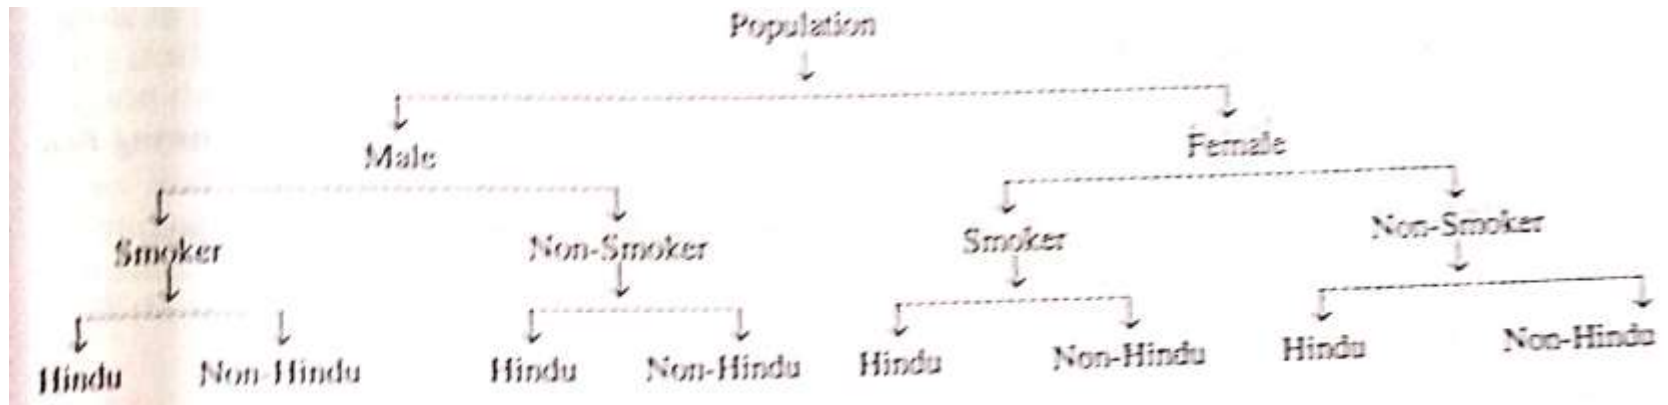 Population
Male Female
Smoker Non-Smoker Smoker Non-Smoker
Hindu Non-Hindu Hindu Non-Hindu Hindu Non-Hindu Hindu Non-Hindu